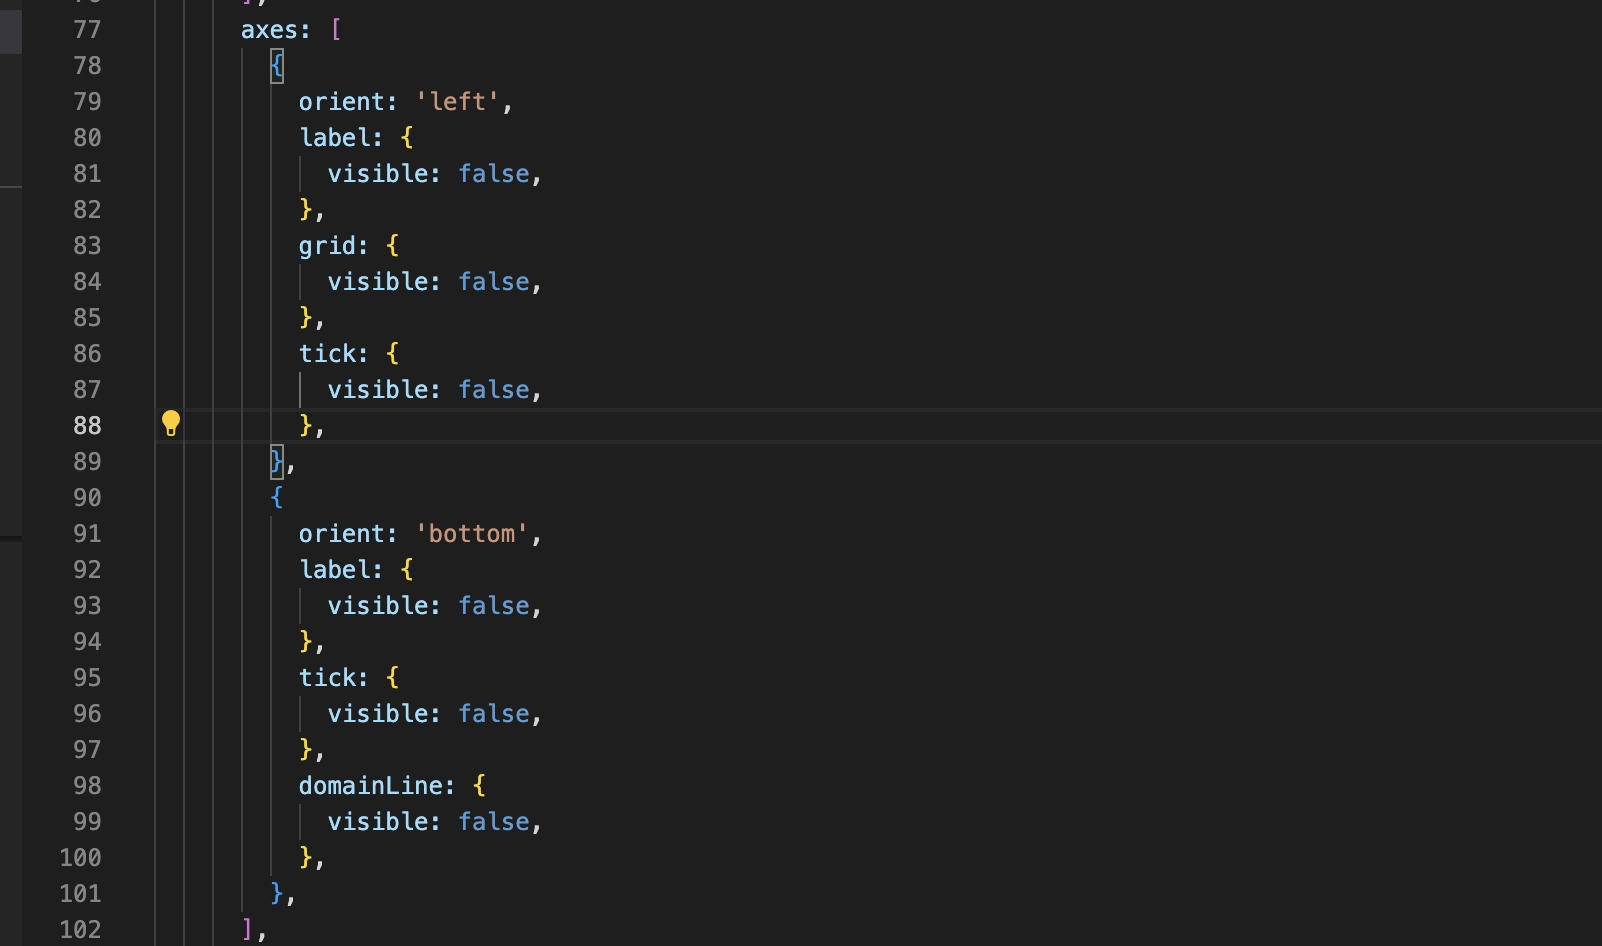 77 axes: [
78 {
79 orient: 'left',
80 label: {
81 visible: false,
82 },
83 grid: {
84 visible: false,
85 },
86 tick: {
87 visible: false,
88 },
89 },
90 {
91 orient: 'bottom',
92 label: {
93 visible: false,
94 },
95 tick: {
96 visible: false,
97 },
98 domainLine: {
99 visible: false,
100 },
101 },
102 ],